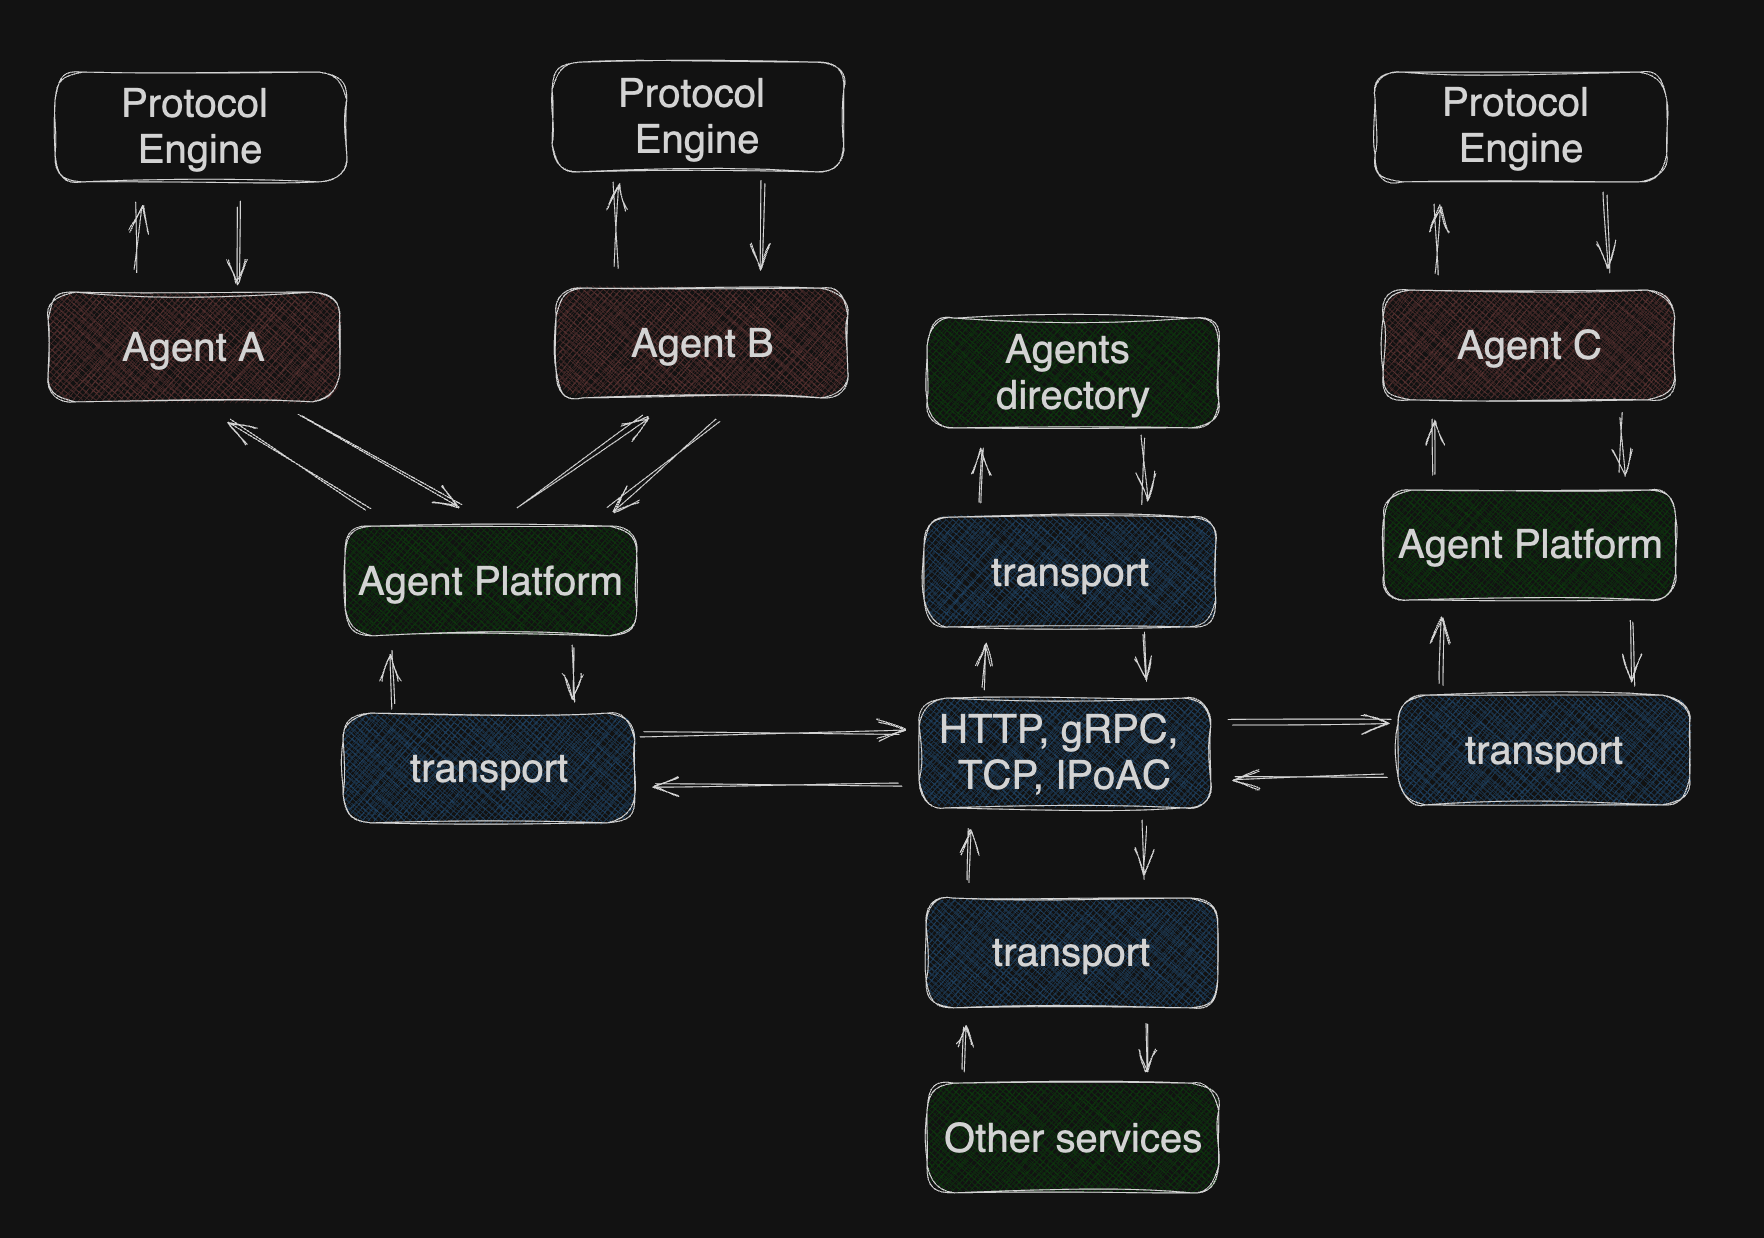 Protocol
Engine
Protocol
Engine
Protocol
Engine
Agent A
Agent B
Agents
directory
Agent C
Agent Platform
transport
Agent Platform
transport
HTTP, gRPC,
TCP, IPoAC
transport
transport
Other services